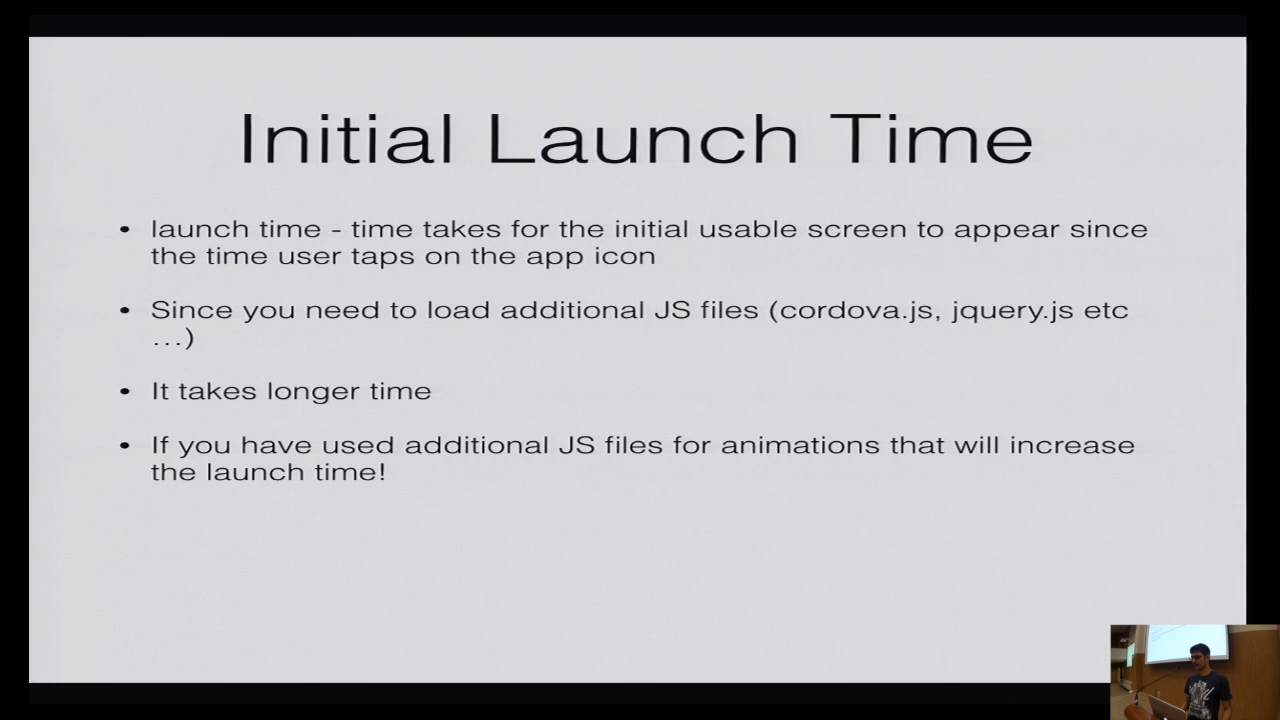 Initial Launch Time
• launch time - time takes for the initial usable screen to appear since
the time user taps on the app icon
• Since you need to load additional JS files (cordova.js, jquery.js etc
...)
• It takes longer time
• If you have used additional JS files for animations that will increase
the launch time!